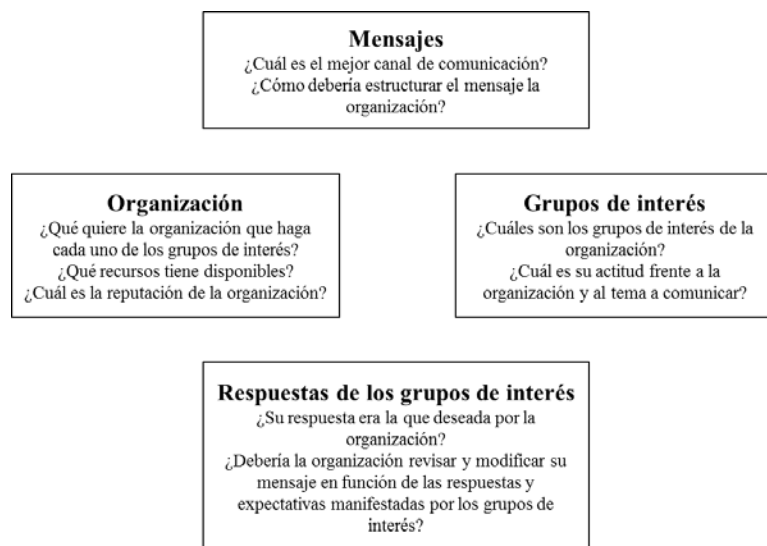 Mensajes
¿Cuál es el mejor canal de comunicación?
¿Cómo debería estructurar el mensaje la
organización?
Organización
¿Qué quiere la organización que haga
cada uno de los grupos de interés?
¿Qué recursos tiene disponibles?
¿Cuál es la reputación de la organización?
Grupos de interés
¿Cuáles son los grupos de interés de la
organización?
¿Cuál es su actitud frente a la
organización y al tema a comunicar?
Respuestas de los grupos de interés
¿Su respuesta era la que deseada por la
organización?
¿Debería la organización revisar y modificar su
mensaje en función de las respuestas y
expectativas manifestadas por los grupos de
interés?